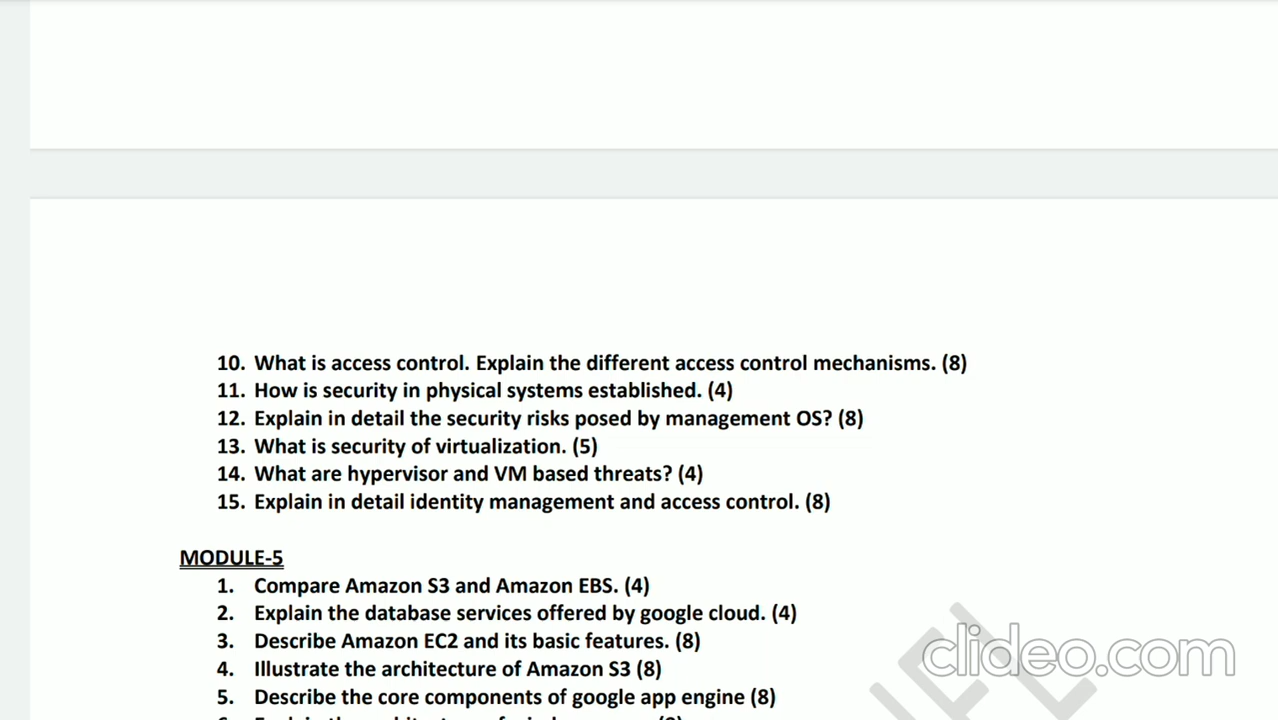 10. What is access control. Explain the different access control mechanisms. (8)
11. How is security in physical systems established. (4)
12. Explain in detail the security risks posed by management OS? (8)
13. What is security of virtualization. (5)
14. What are hypervisor and VM based threats? (4)
15. Explain in detail identity management and access control. (8)
MODULE-5
1. Compare Amazon S3 and Amazon EBS. (4)
2. Explain the database services offered by google cloud. (4)
3. Describe Amazon EC2 and its basic features. (8)
4. Illustrate the architecture of Amazon S3 (8)
5. Describe the core components of google app engine (8)
clideo.com